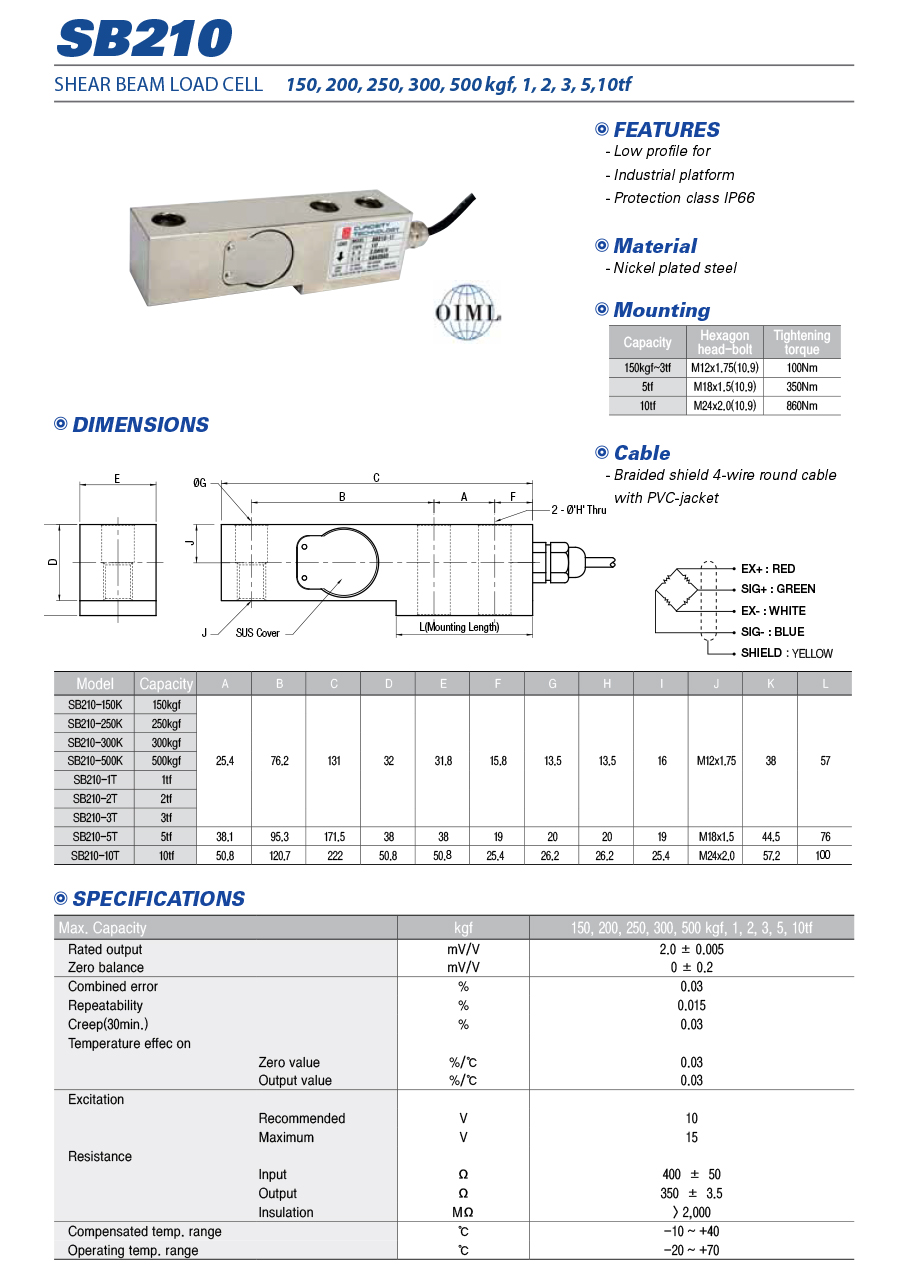 SB210
SHEAR BEAM LOAD CELL 150, 200, 250, 300, 500 kgf, 1, 2, 3, 5,10tf
FEATURES
- Low profile for
- Industrial platform
- Protection class IP66
Material
- Nickel plated steel
CUROSITY
TECHNOLOGY
OIML
Mounting
Capacity Hexagon head-bolt Tightening torque
150kgf~3tf M12x1.75(10.9) 100Nm
5tf M18x1.5(10.9) 350Nm
10tf M24x2.0(10.9) 860Nm
DIMENSIONS
Cable
- Braided shield 4-wire round cable
with PVC-jacket
E
ØG
C
B
A
F
2 - Ø'H' Thru
D
J
J
SUS Cover
L(Mounting Length)
EX+ : RED
SIG+ : GREEN
EX- : WHITE
SIG- : BLUE
SHIELD : YELLOW
Model Capacity A B C D E F G H I J K L
SB210-150K 150kgf
SB210-250K 250kgf
SB210-300K 300kgf
SB210-500K 500kgf 25.4 76.2 131 32 31.8 15.8 13.5 13.5 16 M12x1.75 38 57
SB210-1T 1tf
SB210-2T 2tf
SB210-3T 3tf
SB210-5T 5tf 38.1 95.3 171.5 38 38 19 20 20 19 M18x1.5 44.5 76
SB210-10T 10tf 50.8 120.7 222 50.8 50.8 25.4 26.2 26.2 25.4 M24x2.0 57.2 100
SPECIFICATIONS
Max. Capacity kgf 150, 200, 250, 300, 500 kgf, 1, 2, 3, 5, 10tf
Rated output mV/V 2.0 ± 0.005
Zero balance mV/V 0 ± 0.2
Combined error % 0.03
Repeatability % 0.015
Creep(30min.) % 0.03
Temperature effec on
Zero value %/℃ 0.03
Output value %/℃ 0.03
Excitation
Recommended V 10
Maximum V 15
Resistance
Input Ω 400 ± 50
Output Ω 350 ± 3.5
Insulation MΩ > 2,000
Compensated temp. range ℃ -10 ~ +40
Operating temp. range ℃ -20 ~ +70